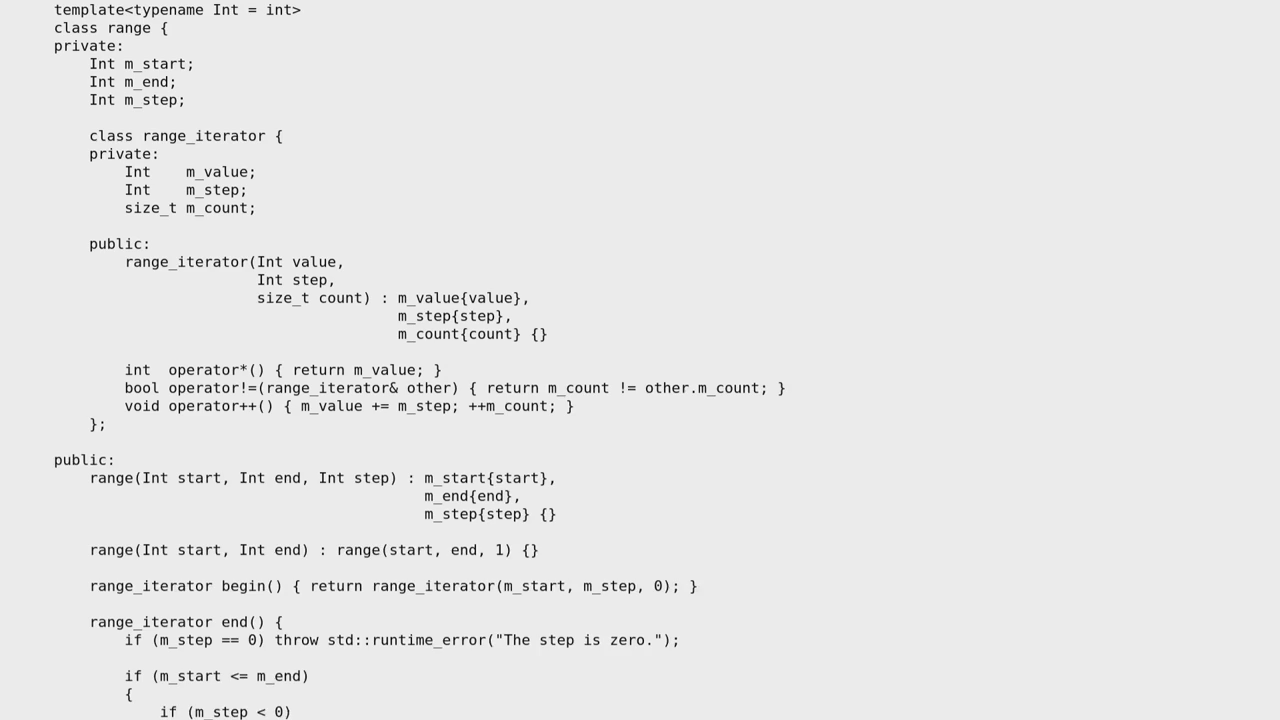 template<typename Int = int>
class range {
private:
    Int m_start;
    Int m_end;
    Int m_step;

    class range_iterator {
    private:
        Int    m_value;
        Int    m_step;
        size_t m_count;

    public:
        range_iterator(Int value,
                       Int step,
                       size_t count) : m_value{value},
                                       m_step{step},
                                       m_count{count} {}

        int  operator*() { return m_value; }
        bool operator!=(range_iterator& other) { return m_count != other.m_count; }
        void operator++() { m_value += m_step; ++m_count; }
    };

public:
    range(Int start, Int end, Int step) : m_start{start},
                                          m_end{end},
                                          m_step{step} {}

    range(Int start, Int end) : range(start, end, 1) {}

    range_iterator begin() { return range_iterator(m_start, m_step, 0); }

    range_iterator end() {
        if (m_step == 0) throw std::runtime_error("The step is zero.");

        if (m_start <= m_end)
        {
            if (m_step < 0)